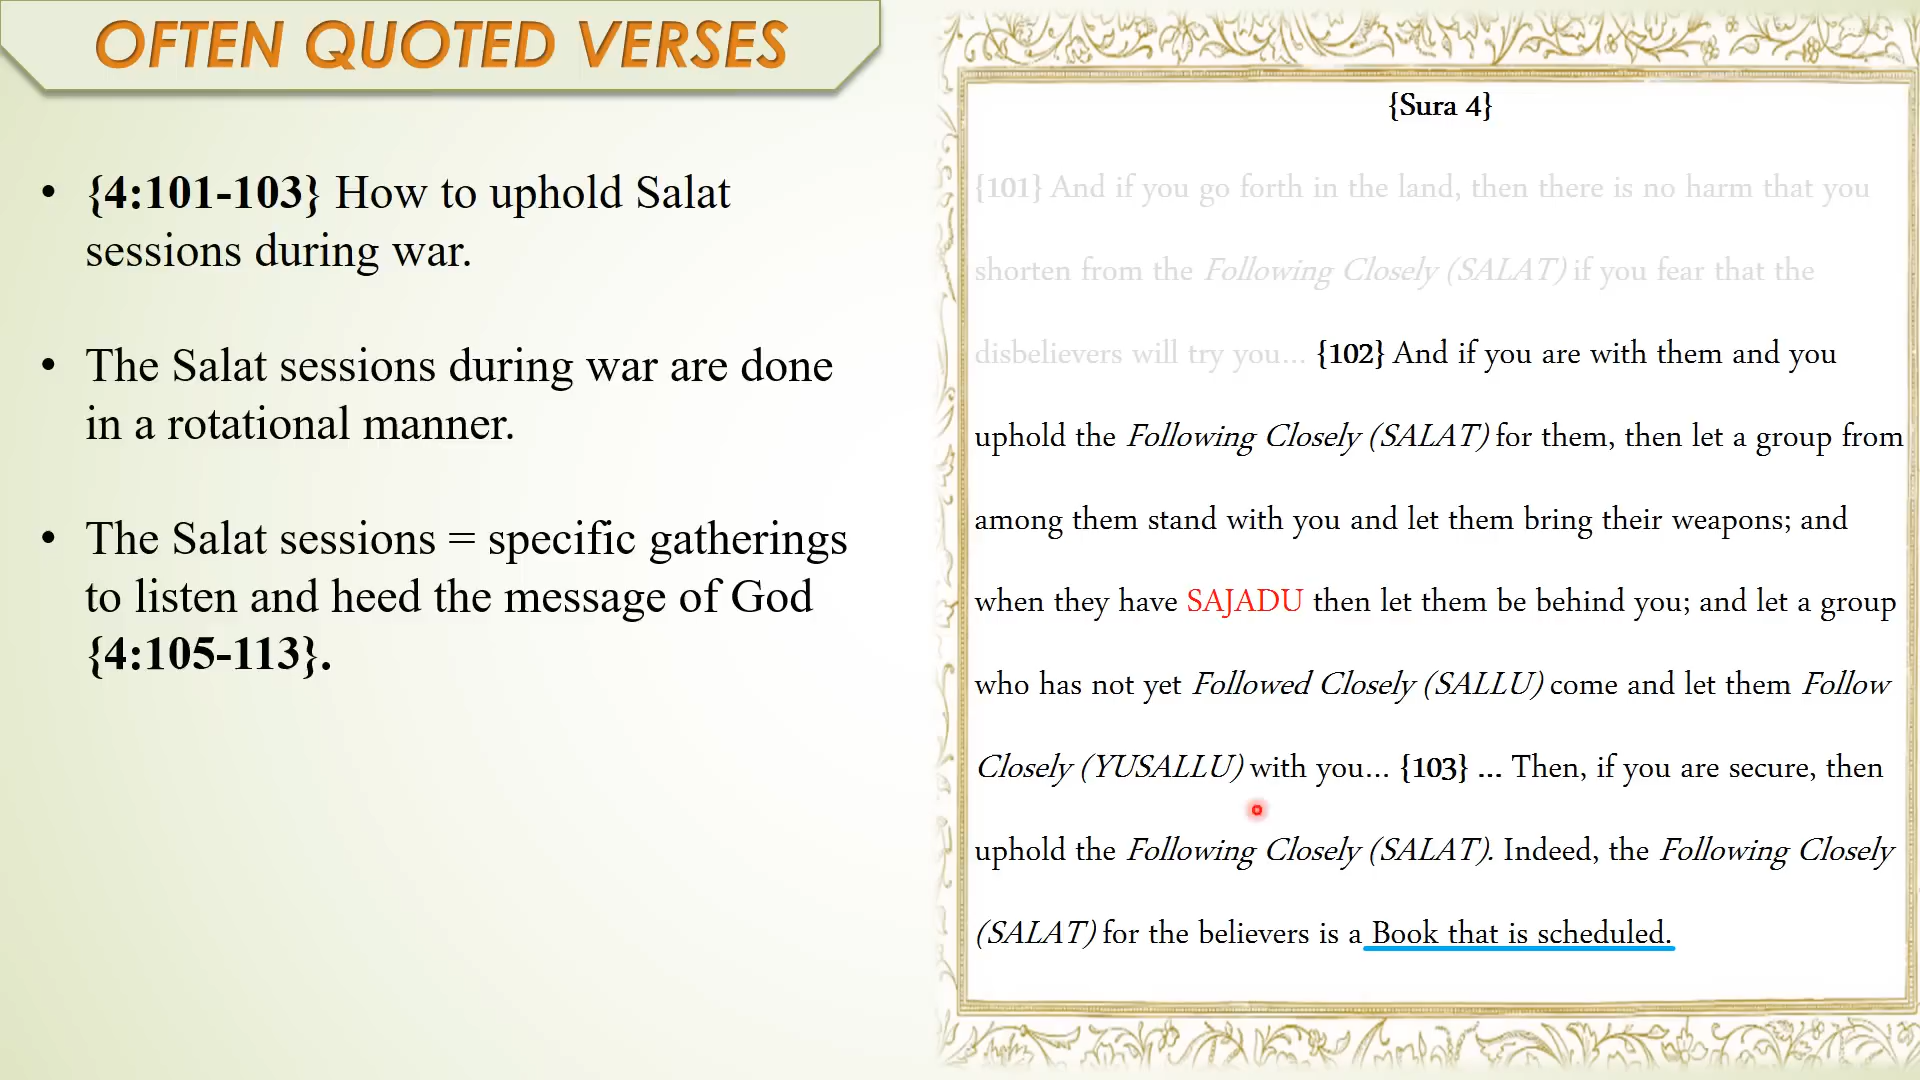 OFTEN QUOTED VERSES
• {4:101-103} How to uphold Salat
sessions during war.
• The Salat sessions during war are done
in a rotational manner.
• The Salat sessions = specific gatherings
to listen and heed the message of God
{4:105-113}.
{Sura 4}
{101} And if you go forth in the land, then there is no harm that you
shorten from the Following Closely (SALAT) if you fear that the
disbelievers will try you... {102} And if you are with them and you
uphold the Following Closely (SALAT) for them, then let a group from
among them stand with you and let them bring their weapons; and
when they have SAJADU then let them be behind you; and let a group
who has not yet Followed Closely (SALLU) come and let them Follow
Closely (YUSALLU) with you... {103} ... Then, if you are secure, then
uphold the Following Closely (SALAT). Indeed, the Following Closely
(SALAT) for the believers is a Book that is scheduled.